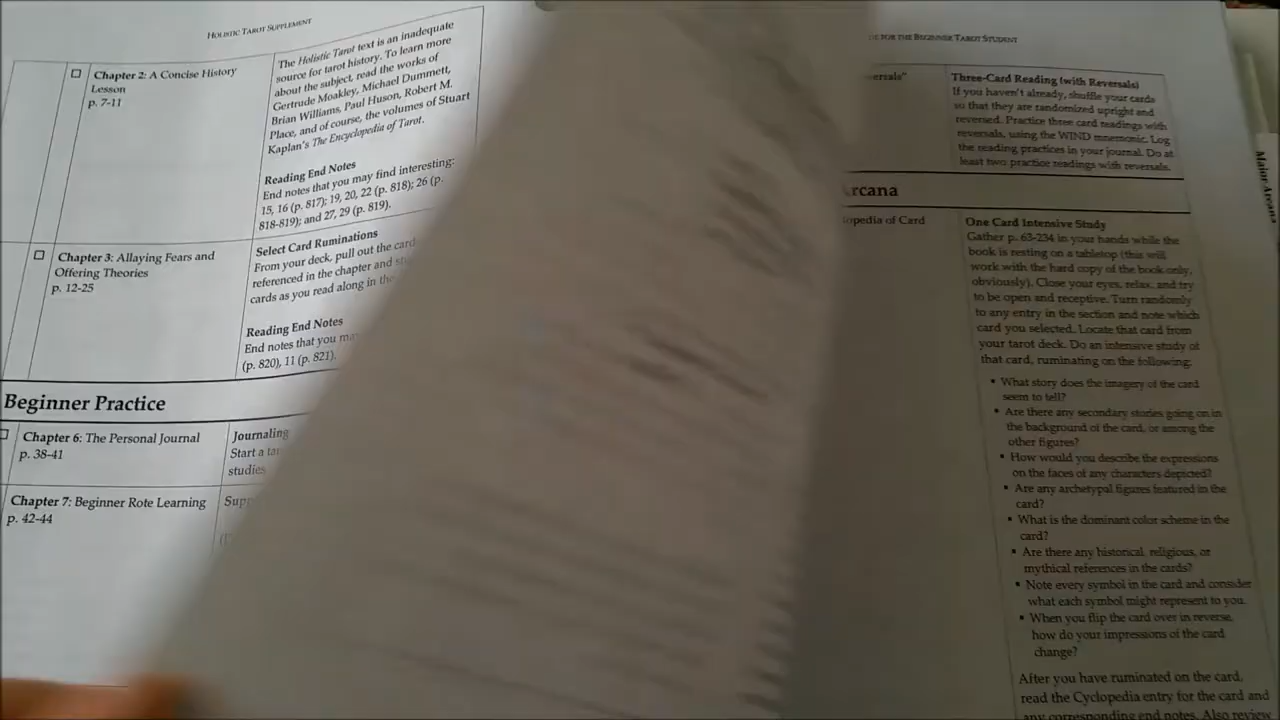 HOLISTIC TAROT SUPPLEMENT
Chapter 2: A Concise History
Lesson
p. 7-11
The Holistic Tarot text is an inadequate
source for tarot history. To learn more
about the subject, read the works of
Gertrude Moakley, Michael Dummett,
Brian Williams, Paul Huson, Robert M.
Place, and of course, the volumes of Stuart
Kaplan's The Encyclopedia of Tarot.
Reading End Notes
End notes that you may find interesting:
15, 16 (p. 817); 19, 20, 22 (p. 818); 26 (p.
818-819); and 27, 29 (p. 819).
Chapter 3: Allaying Fears and
Offering Theories
p. 12-25
Select Card Ruminations
From your deck, pull out the card
referenced in the chapter and
cards as you read along in
Reading End Notes
End notes that you
(p. 820), 11 (p. 821).
Beginner Practice
Chapter 6: The Personal Journal
p. 38-41
Journaling
Start a
studies
Chapter 7: Beginner Rote Learning
p. 42-44
FOR THE BEGINNER TAROT STUDENT
Three-Card Reading (with Reversals)
If you haven't already, shuffle your cards
so that they are randomized upright and
reversed. Practice three card readings with
reversals, using the WIND mnemonic. Log
the reading practices in your journal. Do at
least two practice readings with reversals.
Arcana
of Card
One Card Intensive Study
Gather p. 63-234 in your hands while the
book is resting on a tabletop (this will
work with the hard copy of the book only,
obviously). Close your eyes, relax, and try
to be open and receptive. Turn randomly
to any entry in the section and note which
card you selected. Locate that card from
your tarot deck. Do an intensive study of
that card, ruminating on the following:
• What story does the imagery of the card
seem to tell?
• Are there any secondary stories going on in
the background of the card, or among the
other figures?
• How would you describe the expressions
on the faces of any characters depicted?
• Are any archetypal figures featured in the
card?
• What is the dominant color scheme in the
card?
• Are there any historical, religious, or
mythical references in the cards?
• Note every symbol in the card and consider
what each symbol might represent to you.
• When you flip the card over in reverse,
how do your impressions of the card
change?
After you have ruminated on the card,
read the Cyclopedia entry for the card and
any corresponding end notes. Also review
Major Arcana